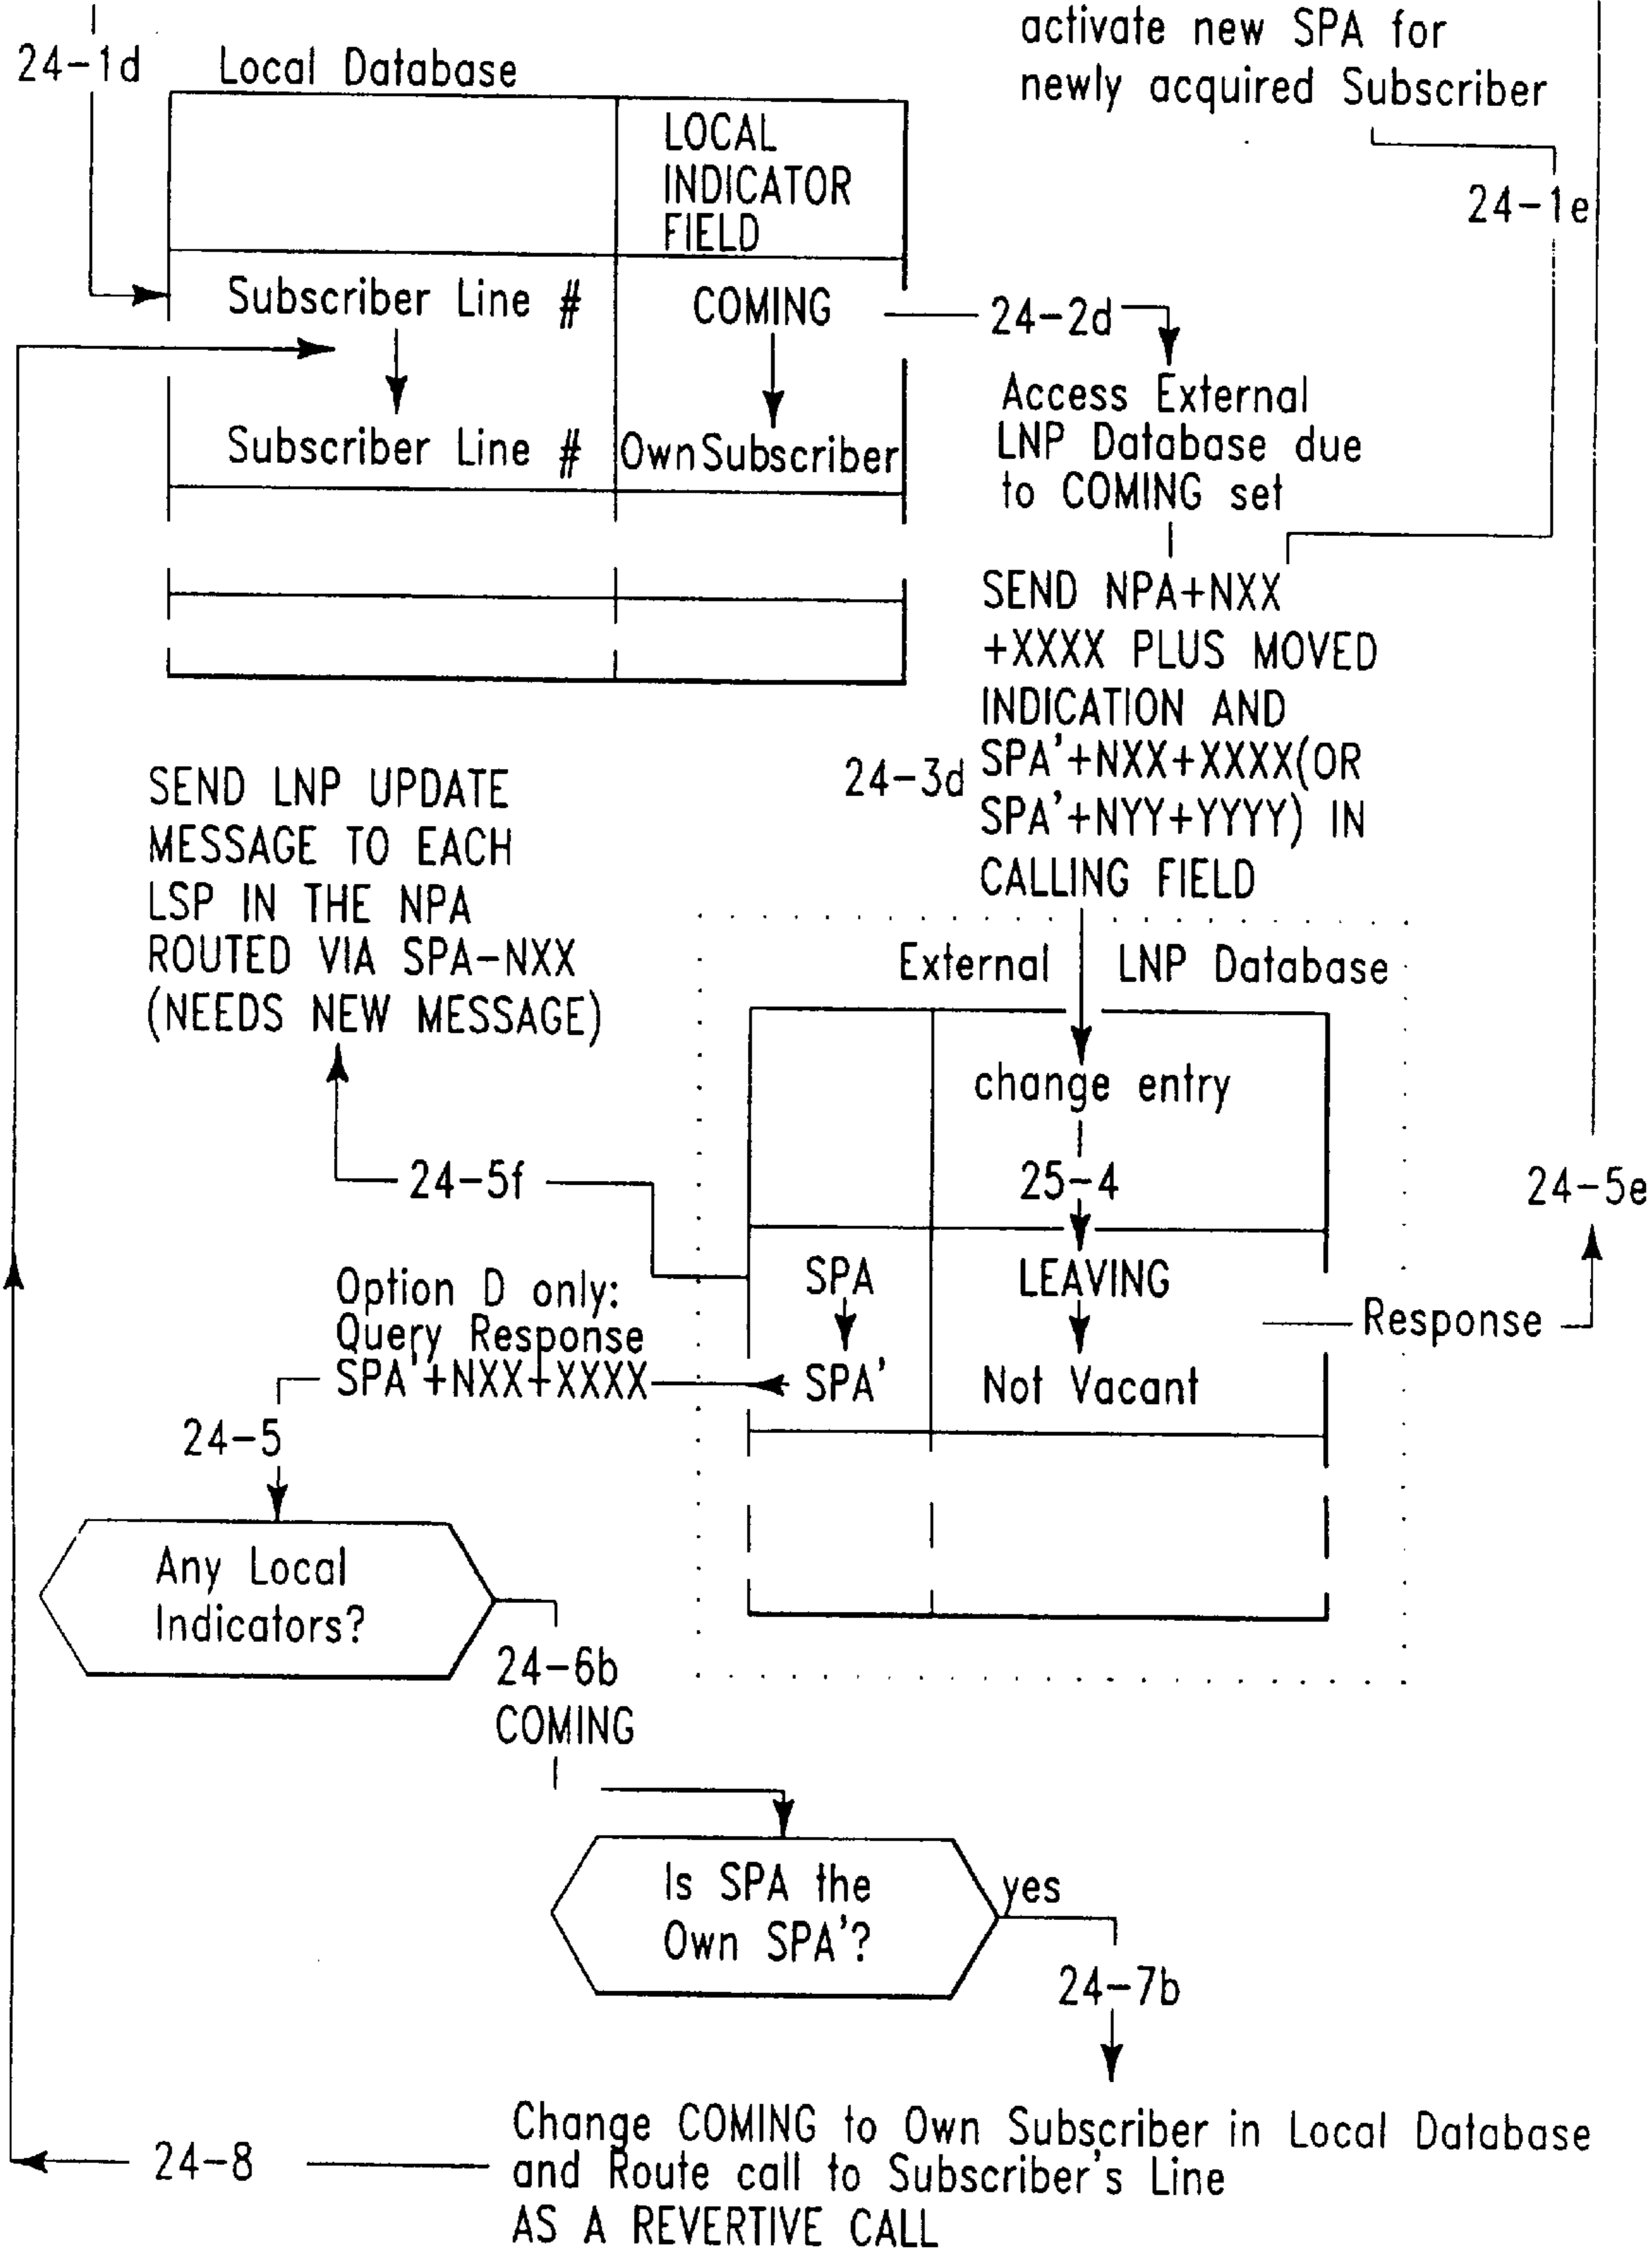 activate new SPA for
newly acquired Subscriber
24-1d
Local Database
LOCAL
INDICATOR
FIELD
24-1e
Subscriber Line #
COMING
24-2d
Subscriber Line #
Own Subscriber
Access External
LNP Database due
to COMING set
SEND NPA+NXX
+XXXX PLUS MOVED
INDICATION AND
SPA'+NXX+XXXX(OR
SPA'+NYY+YYYY) IN
CALLING FIELD
24-3d
SEND LNP UPDATE
MESSAGE TO EACH
LSP IN THE NPA
ROUTED VIA SPA-NXX
(NEEDS NEW MESSAGE)
External LNP Database
change entry
25-4
24-5f
24-5e
SPA
LEAVING
Response
SPA'
Not Vacant
Option D only:
Query Response
SPA'+NXX+XXXX
24-5
Any Local
Indicators?
24-6b
COMING
Is SPA the
Own SPA'?
yes
24-7b
Change COMING to Own Subscriber in Local Database
and Route call to Subscriber's Line
AS A REVERTIVE CALL
24-8